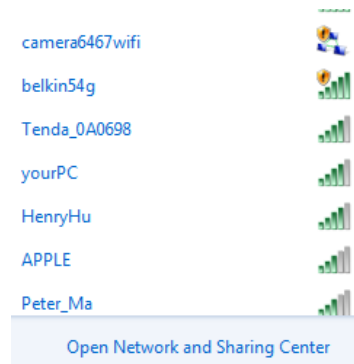 camera6467wifi
belkin54g
Tenda_0A0698
yourPC
HenryHu
APPLE
Peter_Ma
Open Network and Sharing Center